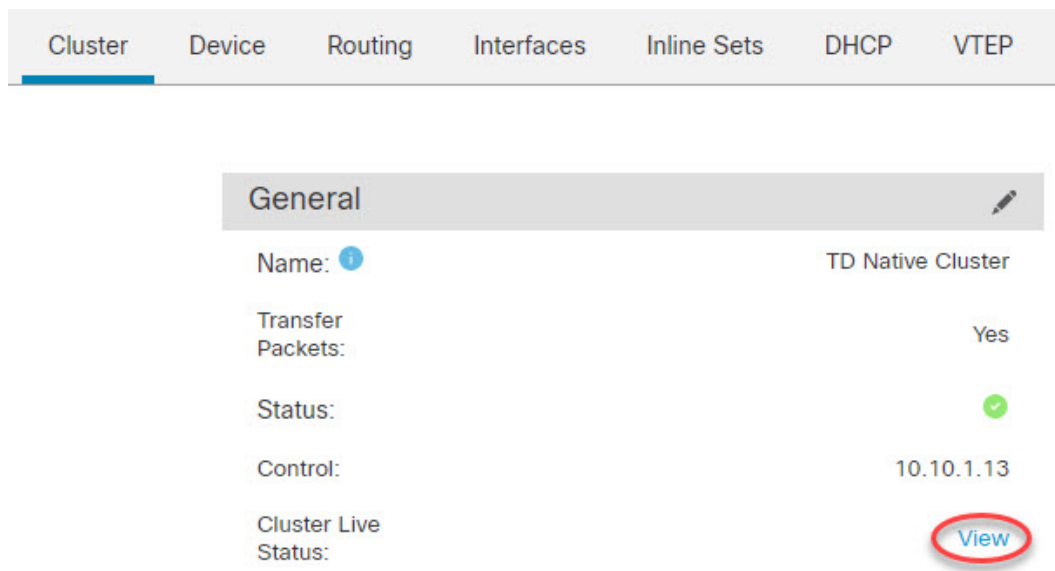 Cluster Device Routing Interfaces Inline Sets DHCP VTEP
General
Name: TD Native Cluster
Transfer
Packets: Yes
Status:
Control: 10.10.1.13
Cluster Live
Status: View